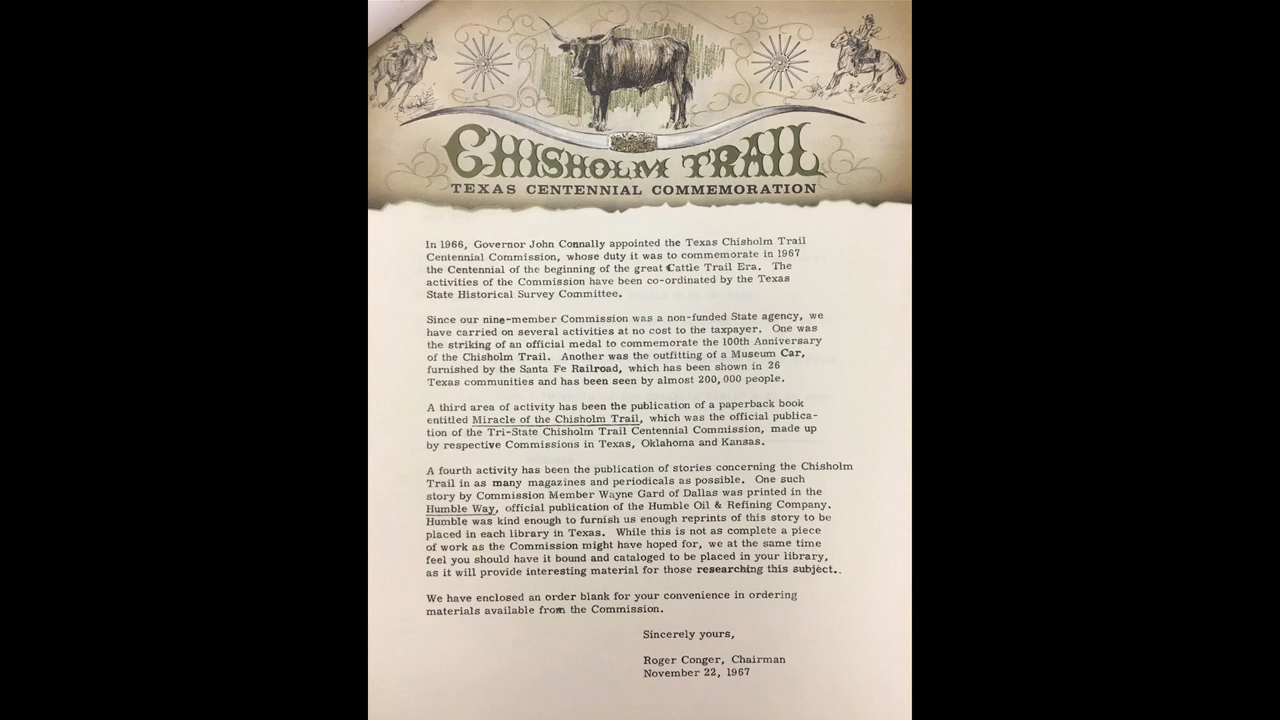 CHISHOLM TRAIL
TEXAS CENTENNIAL COMMEMORATION
In 1966, Governor John Connally appointed the Texas Chisholm Trail
Centennial Commission, whose duty it was to commemorate in 1967
the Centennial of the beginning of the great Cattle Trail Era. The
activities of the Commission have been co-ordinated by the Texas
State Historical Survey Committee.
Since our nine-member Commission was a non-funded State agency, we
have carried on several activities at no cost to the taxpayer. One was
the striking of an official medal to commemorate the 100th Anniversary
of the Chisholm Trail. Another was the outfitting of a Museum Car,
furnished by the Santa Fe Railroad, which has been shown in 26
Texas communities and has been seen by almost 200,000 people.
A third area of activity has been the publication of a paperback book
entitled Miracle of the Chisholm Trail, which was the official publica-
tion of the Tri-State Chisholm Trail Centennial Commission, made up
by respective Commissions in Texas, Oklahoma and Kansas.
A fourth activity has been the publication of stories concerning the Chisholm
Trail in as many magazines and periodicals as possible. One such
story by Commission Member Wayne Gard of Dallas was printed in the
Humble Way, official publication of the Humble Oil & Refining Company.
Humble was kind enough to furnish us enough reprints of this story to be
placed in each library in Texas. While this is not as complete a piece
of work as the Commission might have hoped for, we at the same time
feel you should have it bound and cataloged to be placed in your library,
as it will provide interesting material for those researching this subject..
We have enclosed an order blank for your convenience in ordering
materials available from the Commission.
Sincerely yours,
Roger Conger, Chairman
November 22, 1967